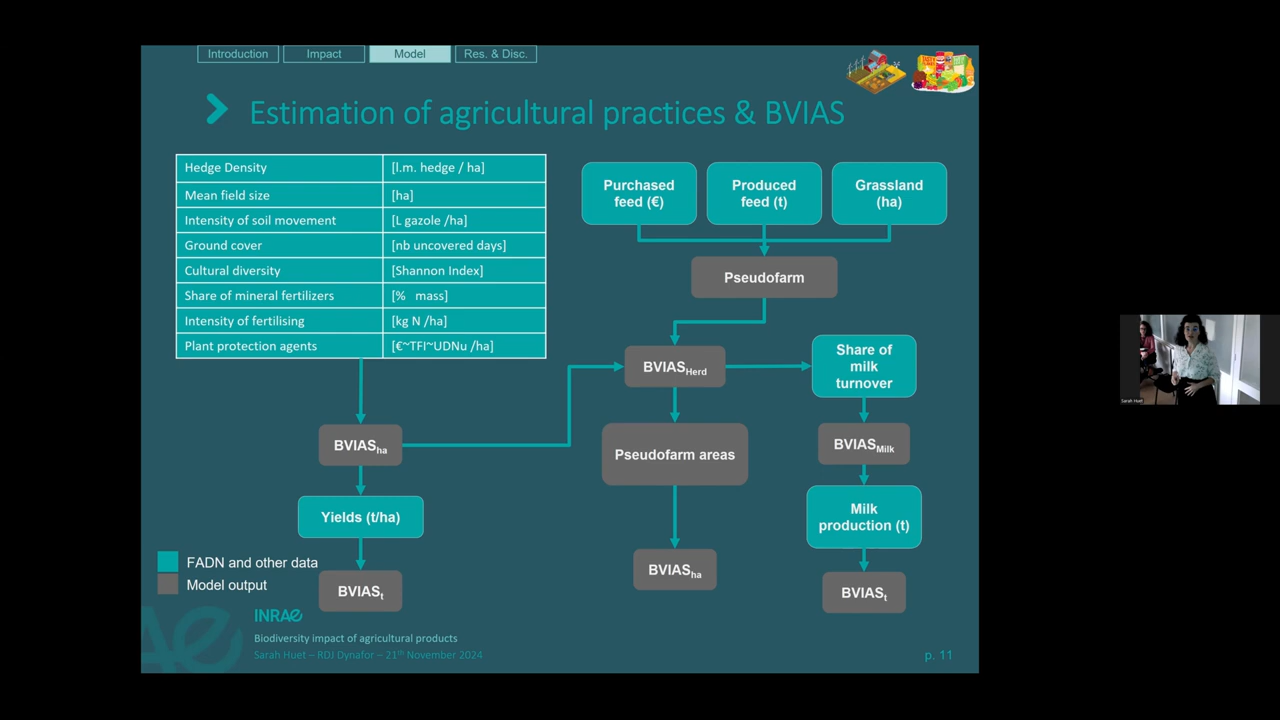 Introduction
Impact
Model
Res. & Disc.
Estimation of agricultural practices & BVIAS
Hedge Density [l.m. hedge / ha]
Mean field size [ha]
Intensity of soil movement [L gazole /ha]
Ground cover [nb uncovered days]
Cultural diversity [Shannon Index]
Share of mineral fertilizers [% mass]
Intensity of fertilising [kg N /ha]
Plant protection agents [€~TFI~UDNu /ha]
BVIASha
Yields (t/ha)
BVIASt
Purchased
feed (€)
Produced
feed (t)
Grassland
(ha)
Pseudofarm
BVIASHerd
Pseudofarm areas
BVIASha
Share of
milk
turnover
BVIASMilk
Milk
production (t)
BVIASt
FADN and other data
Model output
INRAE
Biodiversity impact of agricultural products
Sarah Huet – RDJ Dynafor – 21th November 2024
p. 11
Sarah Huet